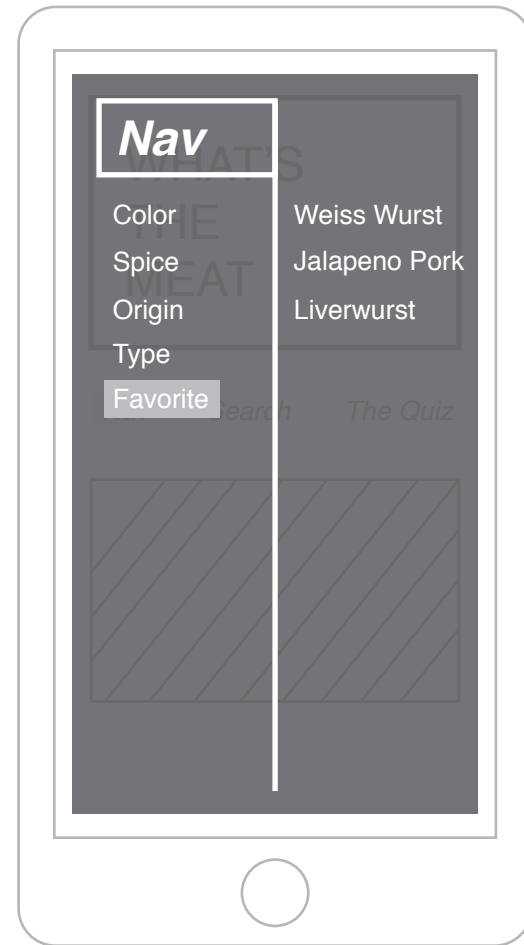 Nav
WHAT'S
THE
MEAT
Color
Spice
Origin
Type
Favorite
Weiss Wurst
Jalapeno Pork
Liverwurst
Search
The Quiz